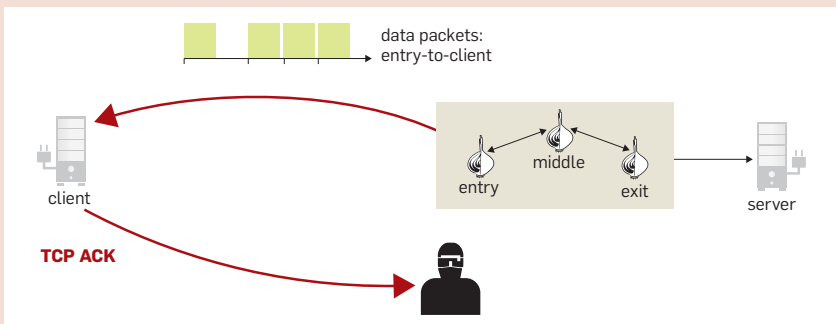 data packets:
entry-to-client
client
entry
middle
exit
server
TCP ACK